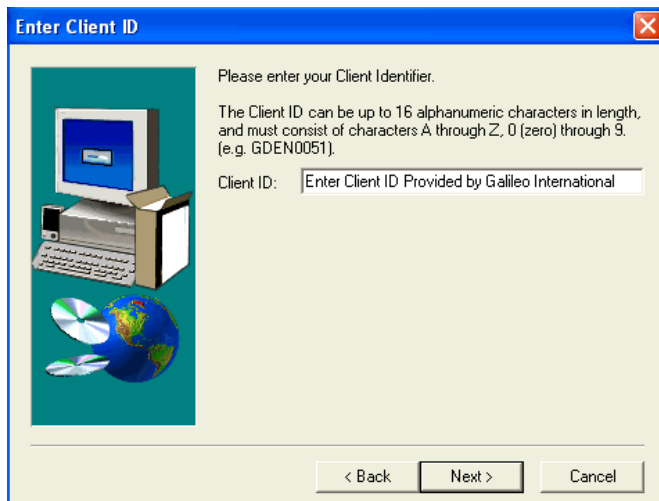 Enter Client ID
Please enter your Client Identifier.
The Client ID can be up to 16 alphanumeric characters in length,
and must consist of characters A through Z, 0 (zero) through 9.
(e.g. GDEN0051).
Client ID: Enter Client ID Provided by Galileo International
< Back Next > Cancel